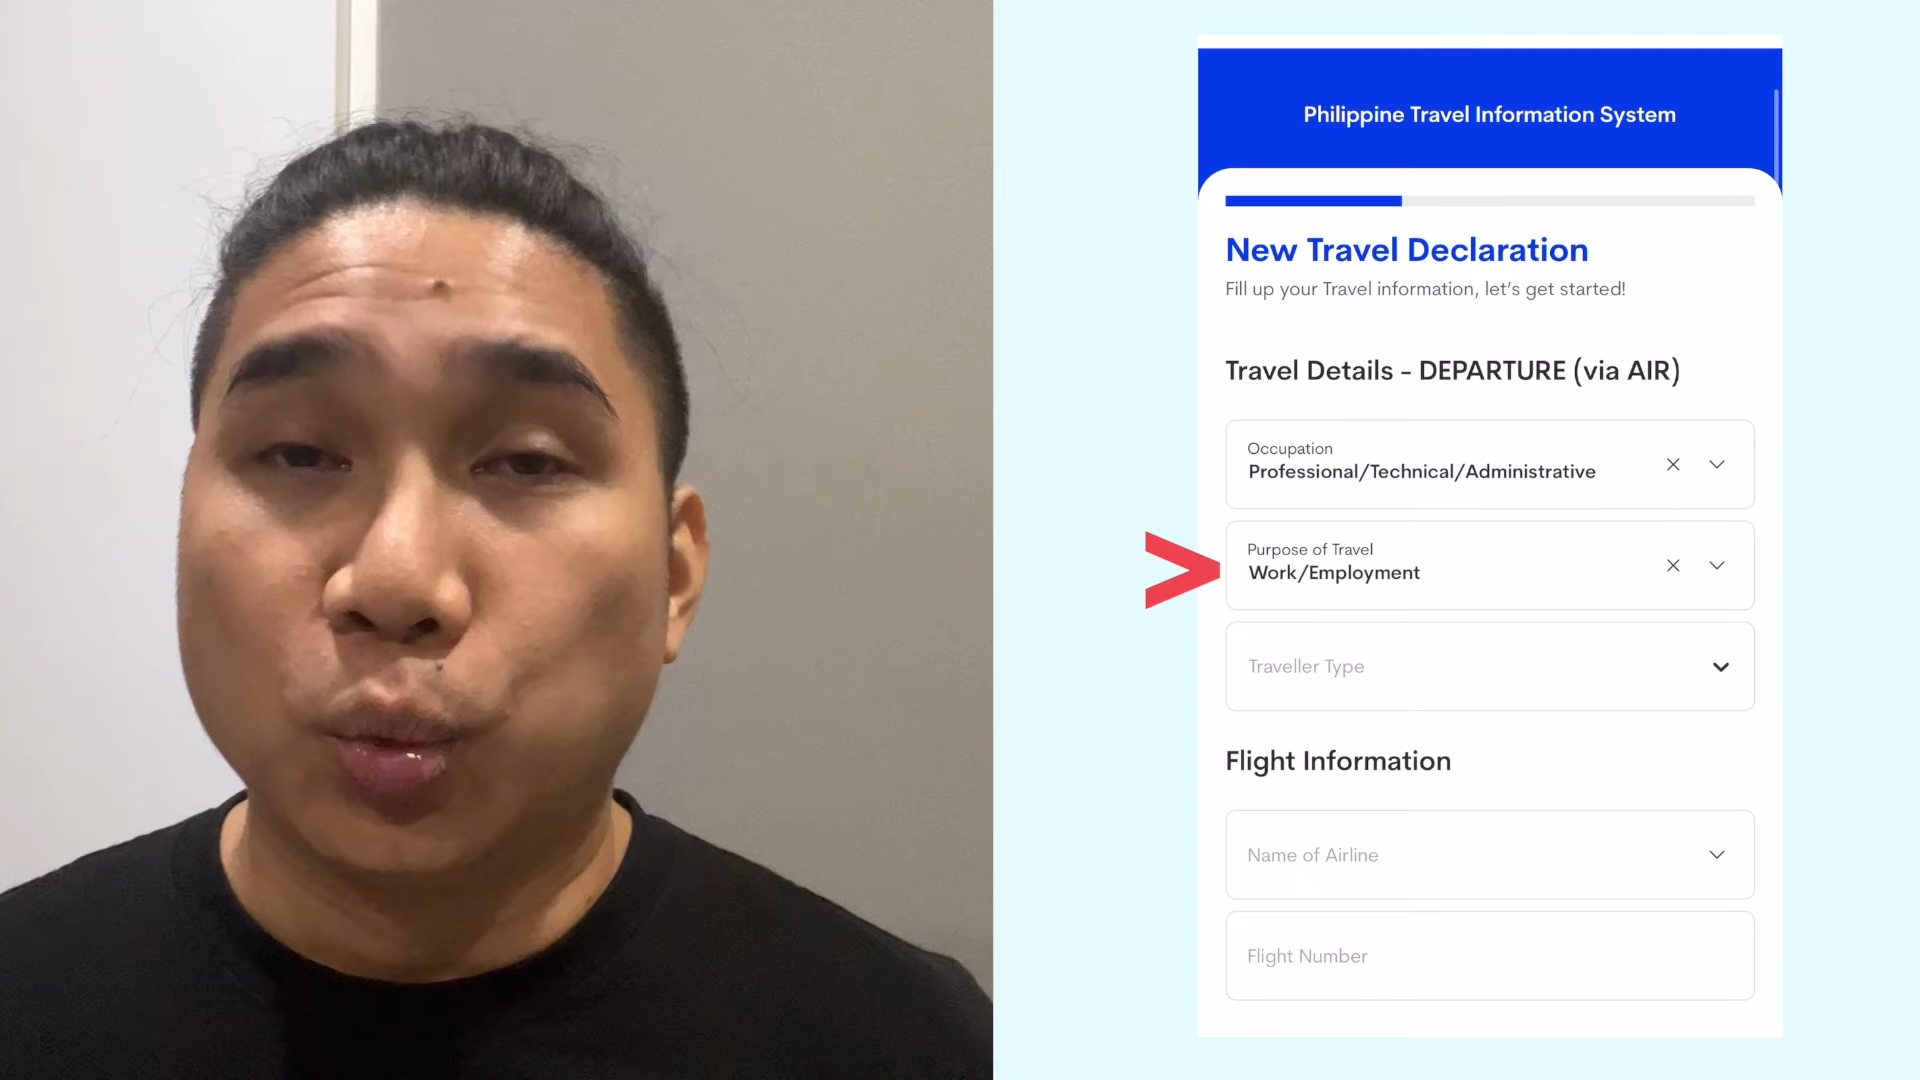 Philippine Travel Information System
New Travel Declaration
Fill up your Travel information, let's get started!
Travel Details - DEPARTURE (via AIR)
Occupation
Professional/Technical/Administrative
Purpose of Travel
Work/Employment
Traveller Type
Flight Information
Name of Airline
Flight Number